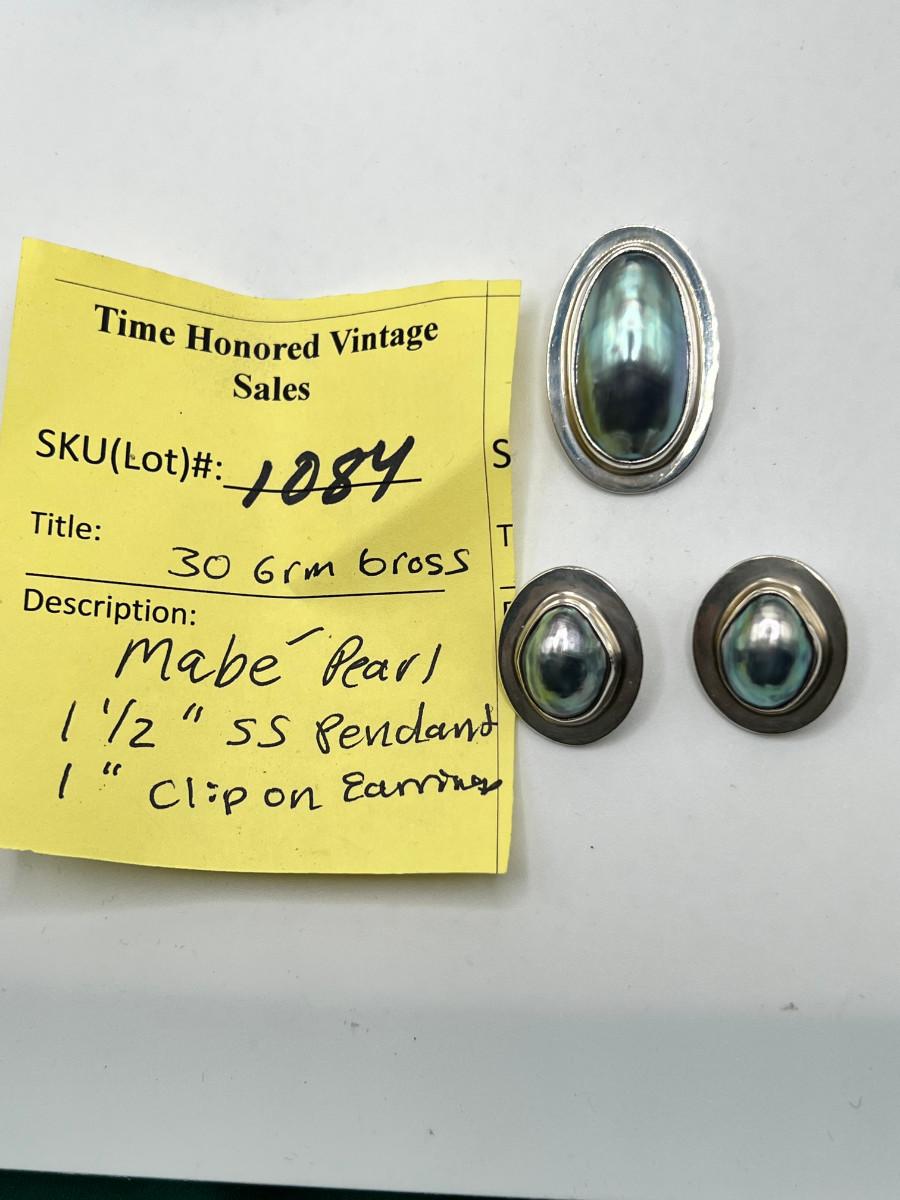 Time Honored Vintage
Sales
SKU(Lot)#: 1084
Title:
30 Grm Gross
Description:
Mabé Pearl
1 1/2" SS Pendant
1" Clip on Earrings
S
T